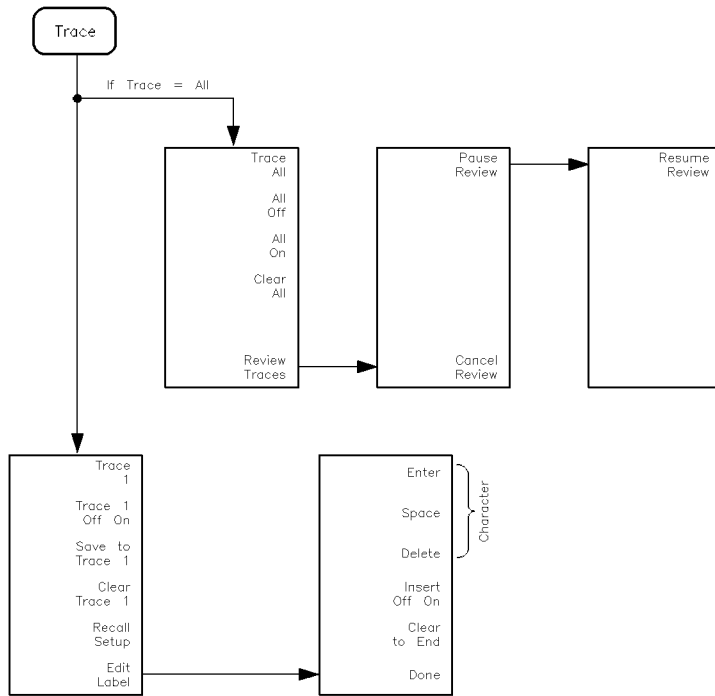 Trace
If Trace = All
Trace
All
All
Off
All
On
Clear
All
Review
Traces
Pause
Review
Cancel
Review
Resume
Review
Trace
1
Trace 1
Off On
Save to
Trace 1
Clear
Trace 1
Recall
Setup
Edit
Label
Enter
Space
Delete
Character
Insert
Off On
Clear
to End
Done